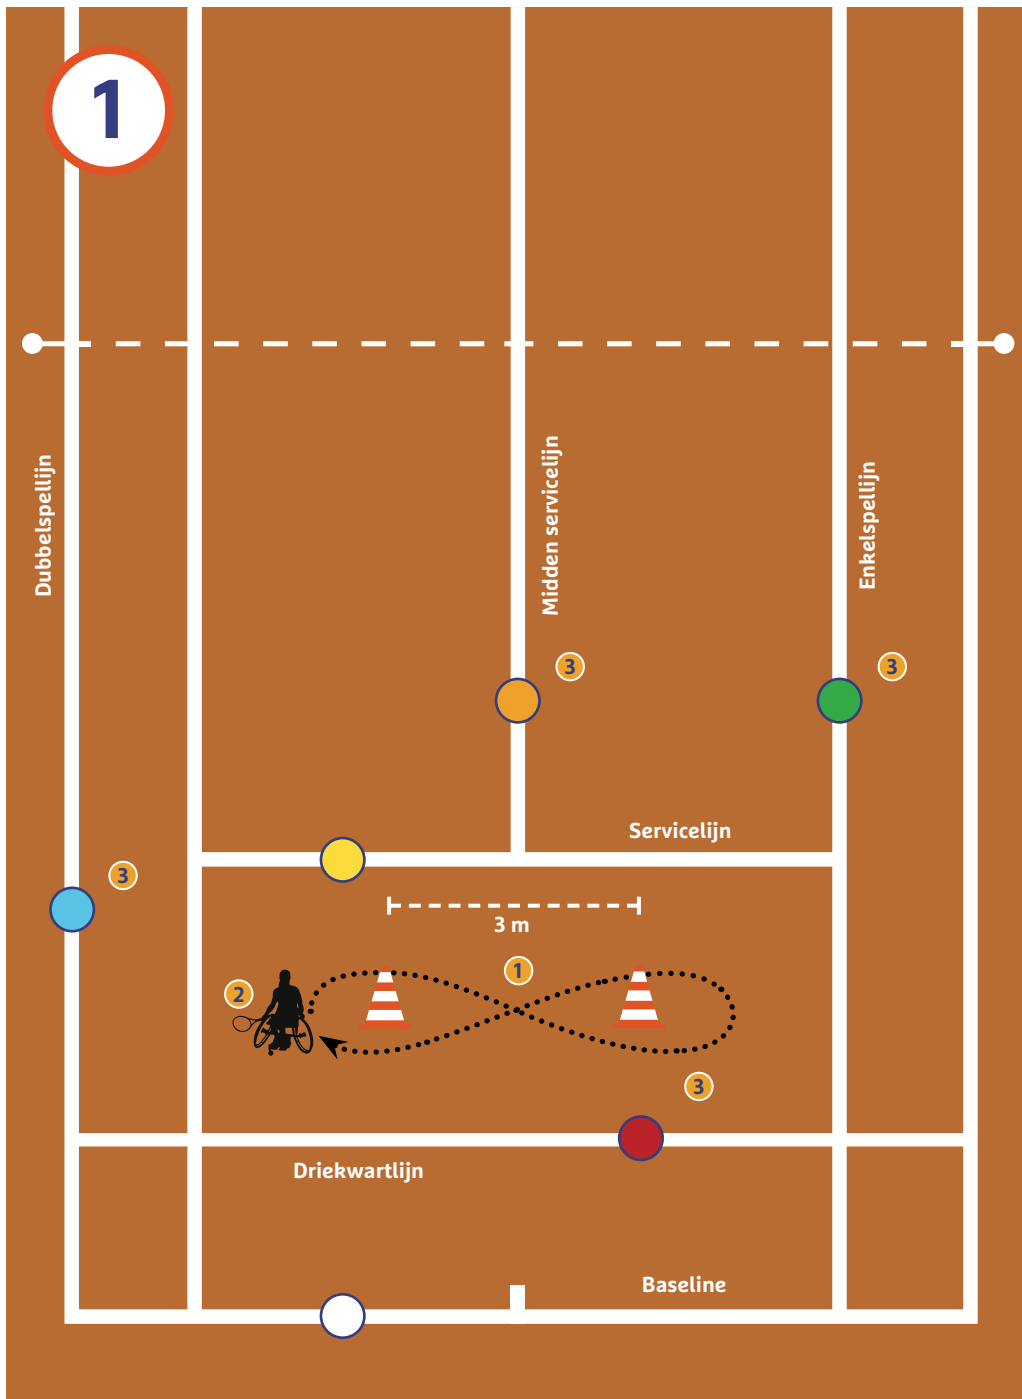 1
Dubbelspellijn
Midden servicelijn
Enkelspellijn
3
3
Servicelijn
3
3 m
1
2
3
Driekwartlijn
Baseline